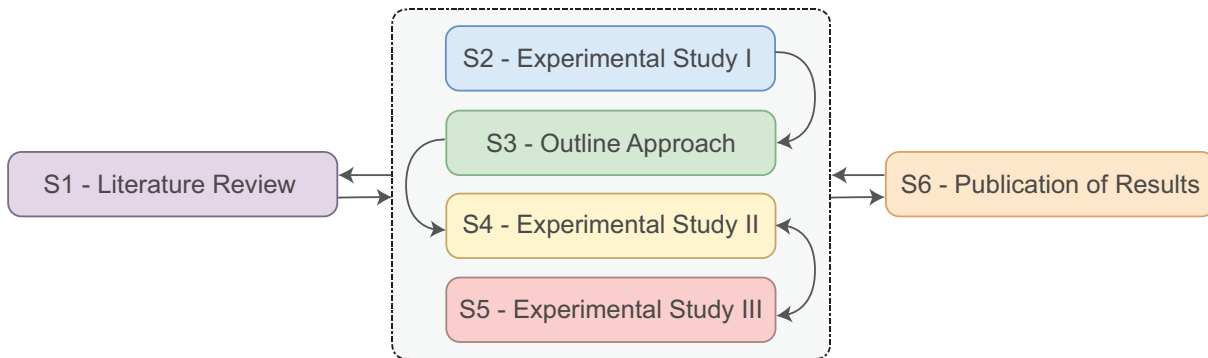 S1 - Literature Review
S2 - Experimental Study I
S3 - Outline Approach
S4 - Experimental Study II
S5 - Experimental Study III
S6 - Publication of Results